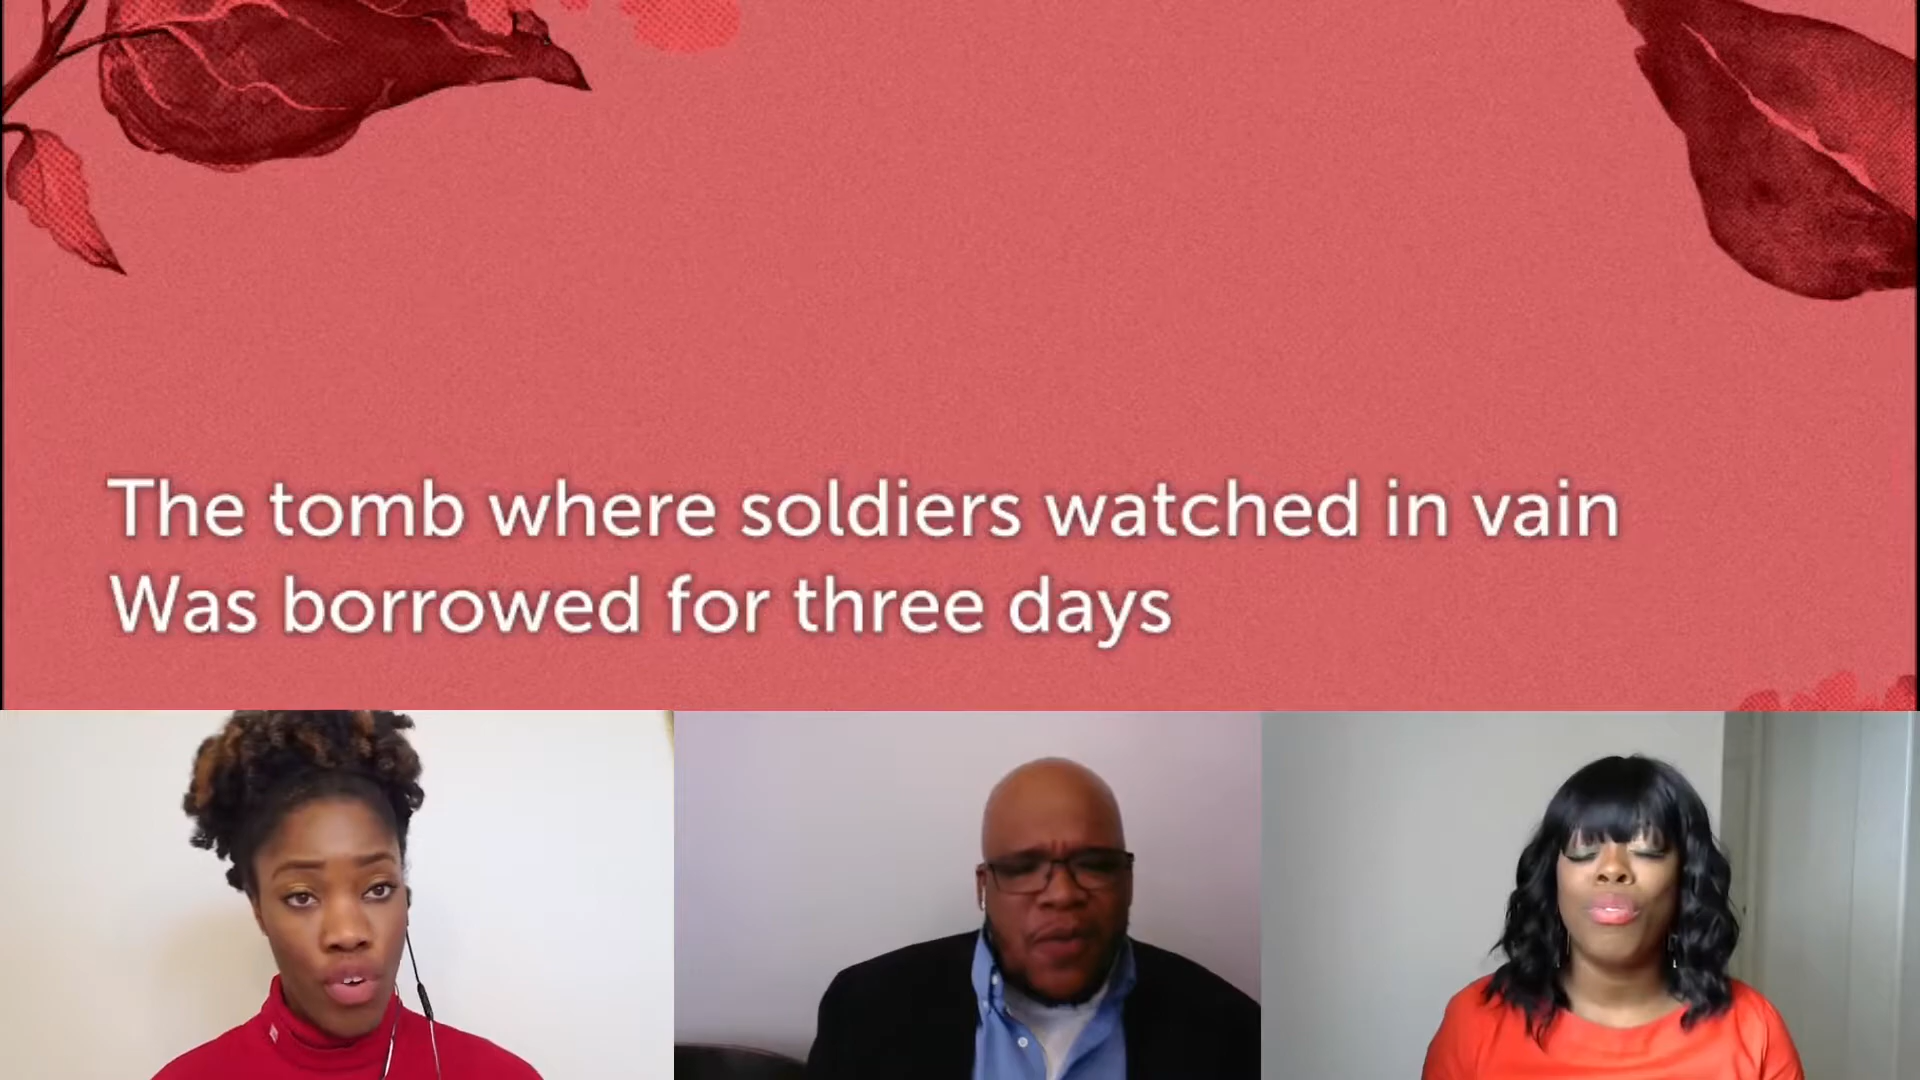 The tomb where soldiers watched in vain
Was borrowed for three days